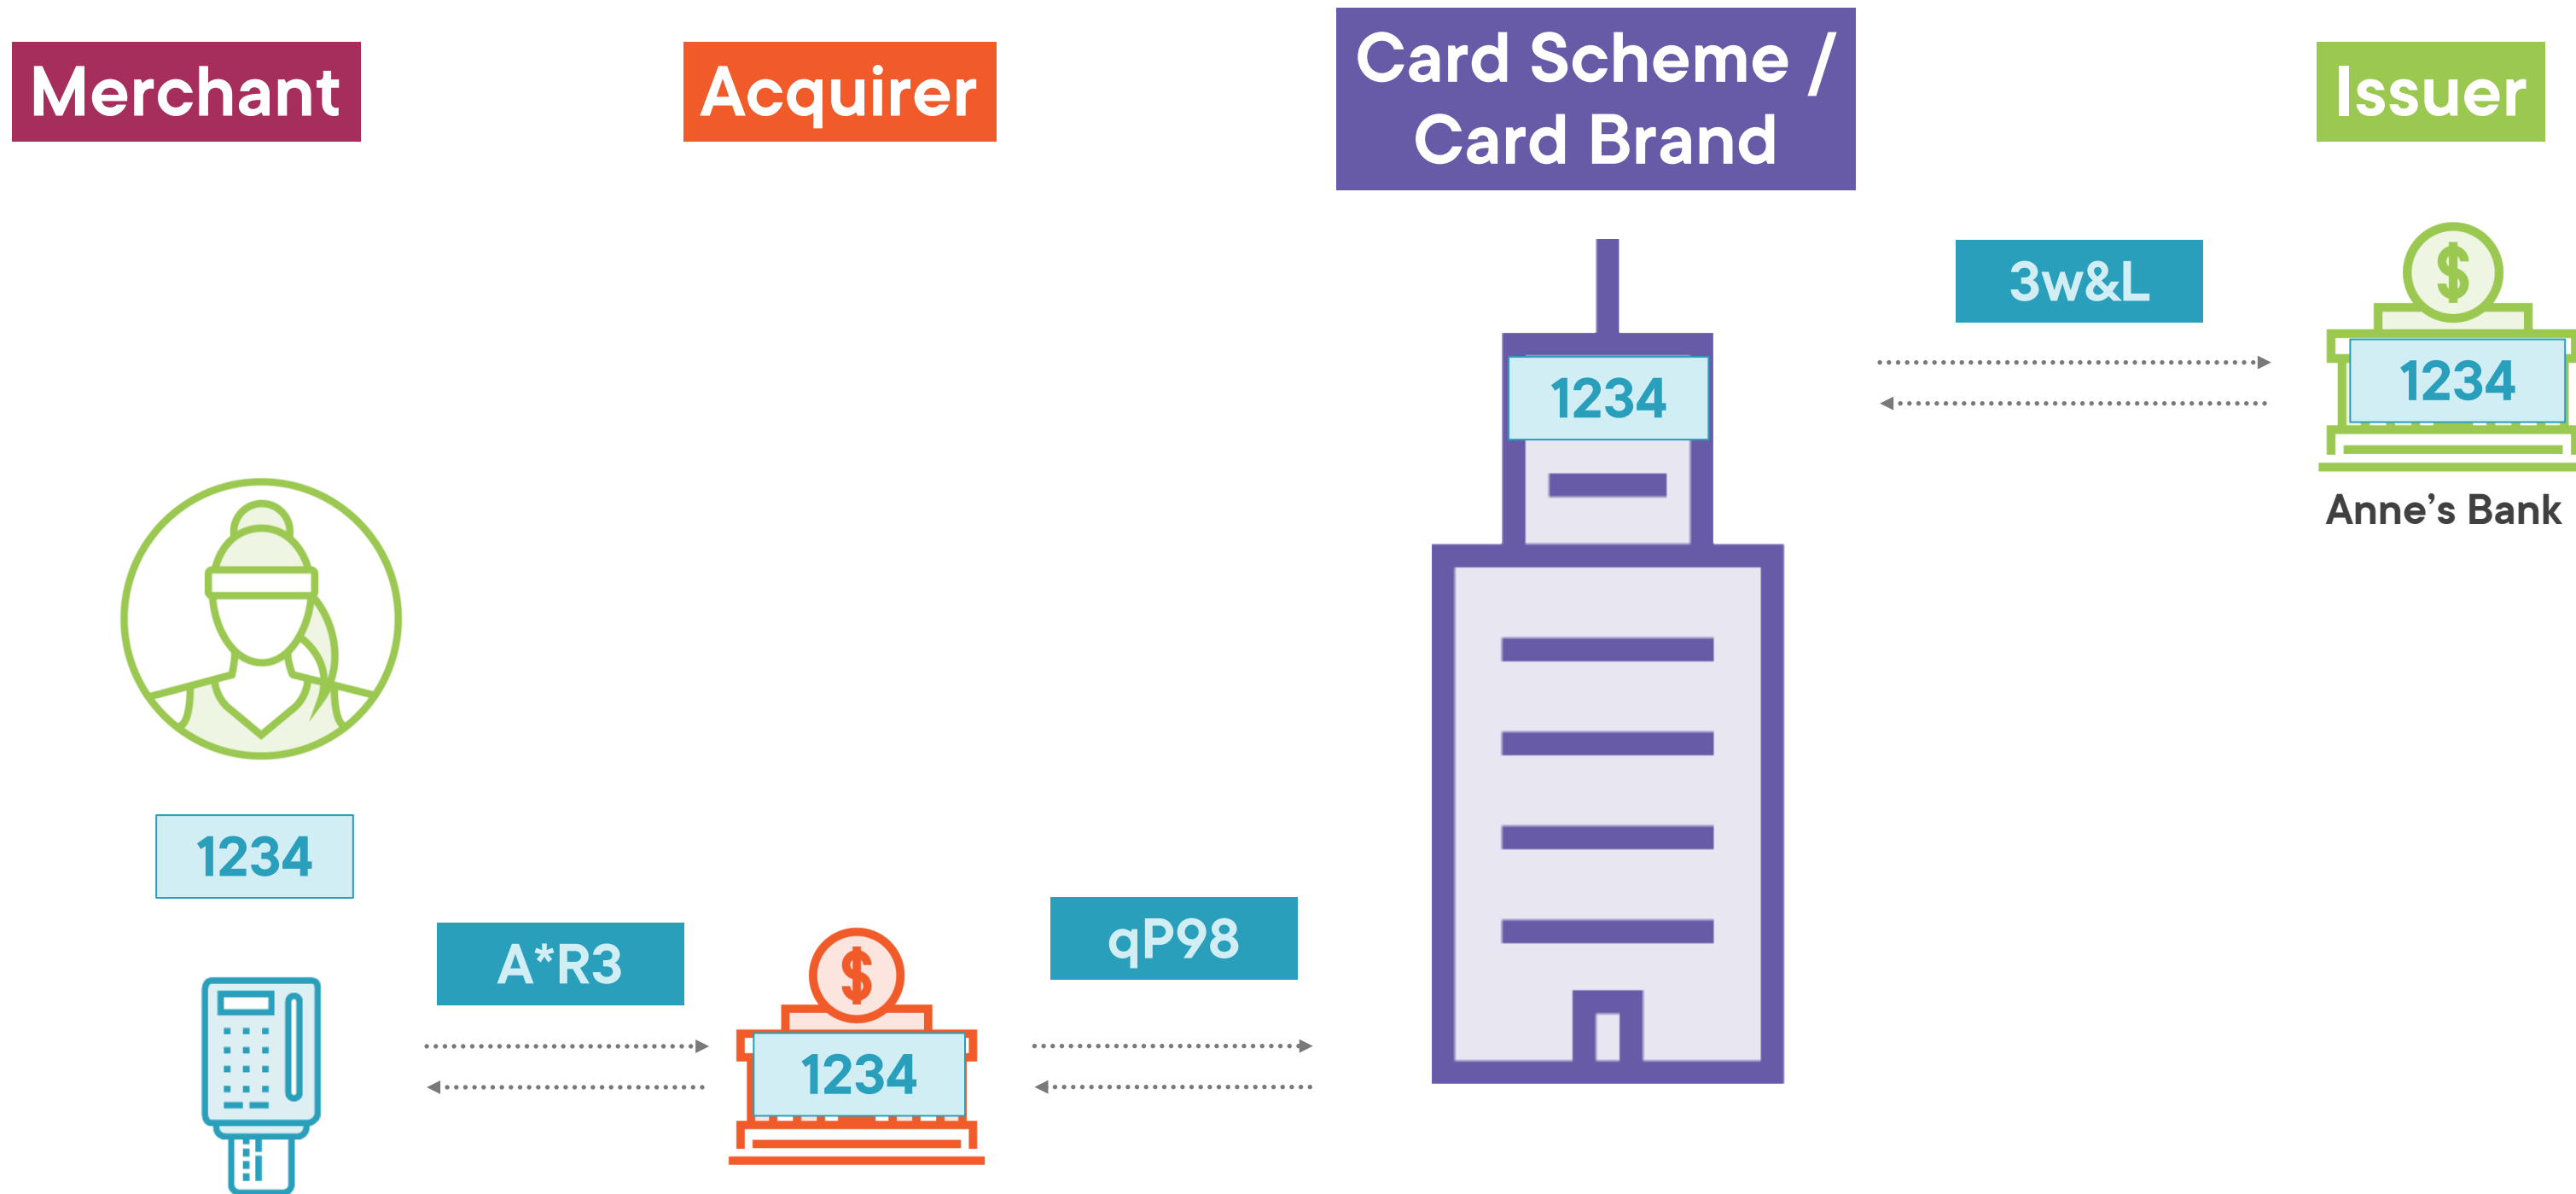 Merchant
Acquirer
Card Scheme /
Card Brand
Issuer
3w&L
1234
1234
Anne’s Bank
1234
A*R3
qP98
1234